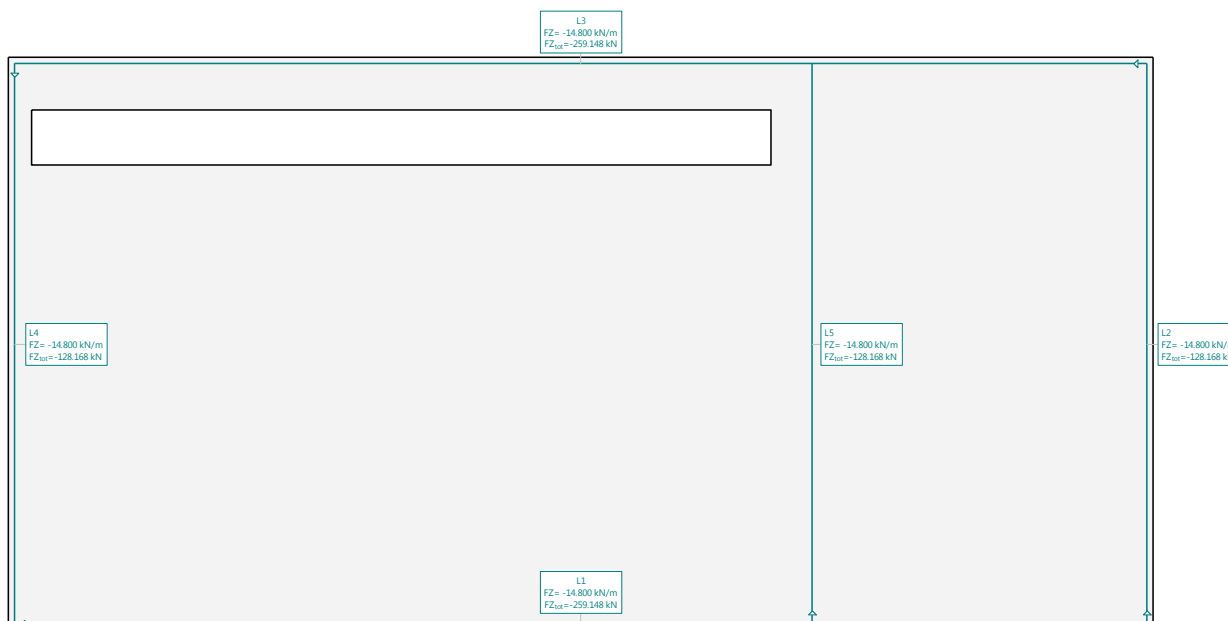 L3
FZ= -14.800 kN/m
FZtot=-259.148 kN
L4
FZ= -14.800 kN/m
FZtot=-128.168 kN
L5
FZ= -14.800 kN/m
FZtot=-128.168 kN
L2
FZ= -14.800 kN/
FZtot=-128.168 k
L1
FZ= -14.800 kN/m
FZtot=-259.148 kN